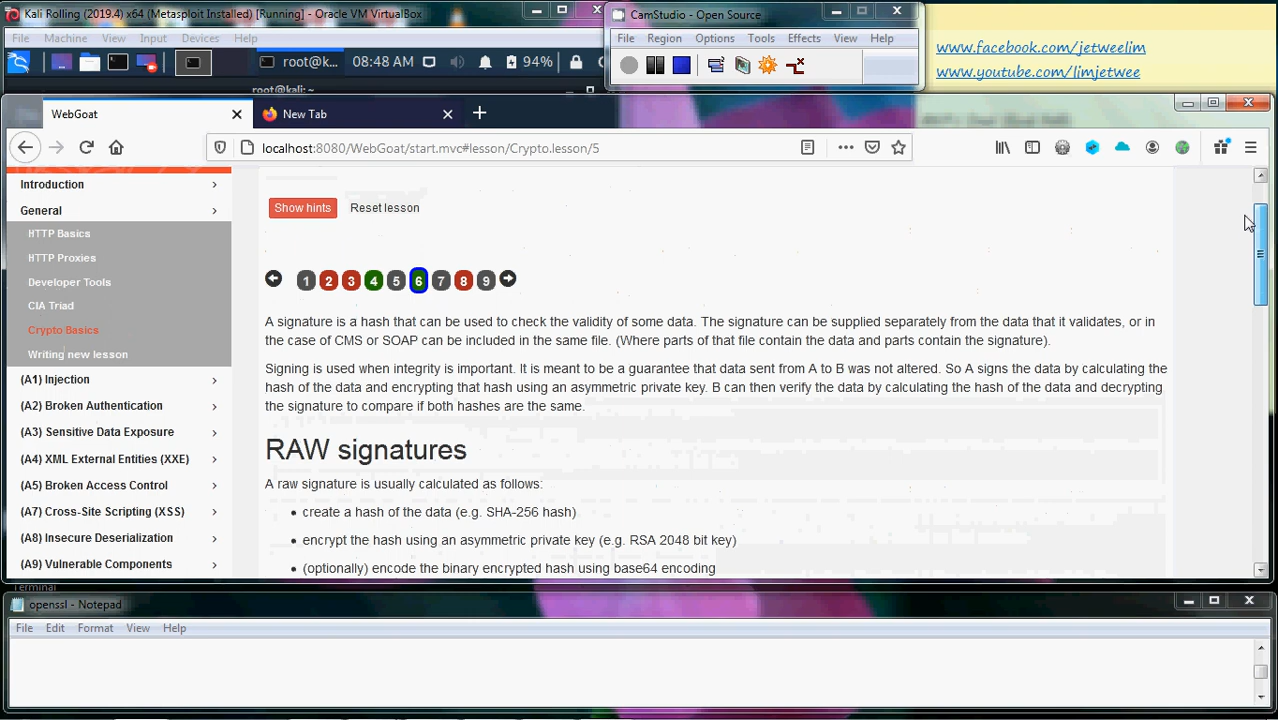 Kali Rolling (2019.4) x64 (Metasploit Installed) [Running] - Oracle VM VirtualBox
File Machine View Input Devices Help
root@k... 08:48 AM 94%
root@kali: ~
CamStudio - Open Source
File Region Options Tools Effects View Help
www.facebook.com/jetweelim
www.youtube.com/limjetwee
WebGoat
New Tab
localhost:8080/WebGoat/start.mvc#lesson/Crypto.lesson/5
Introduction
General
HTTP Basics
HTTP Proxies
Developer Tools
CIA Triad
Crypto Basics
Writing new lesson
(A1) Injection
(A2) Broken Authentication
(A3) Sensitive Data Exposure
(A4) XML External Entities (XXE)
(A5) Broken Access Control
(A7) Cross-Site Scripting (XSS)
(A8) Insecure Deserialization
(A9) Vulnerable Components
Show hints Reset lesson
1 2 3 4 5 6 7 8 9
A signature is a hash that can be used to check the validity of some data. The signature can be supplied separately from the data that it validates, or in
the case of CMS or SOAP can be included in the same file. (Where parts of that file contain the data and parts contain the signature).
Signing is used when integrity is important. It is meant to be a guarantee that data sent from A to B was not altered. So A signs the data by calculating the
hash of the data and encrypting that hash using an asymmetric private key. B can then verify the data by calculating the hash of the data and decrypting
the signature to compare if both hashes are the same.
RAW signatures
A raw signature is usually calculated as follows:
• create a hash of the data (e.g. SHA-256 hash)
• encrypt the hash using an asymmetric private key (e.g. RSA 2048 bit key)
• (optionally) encode the binary encrypted hash using base64 encoding
Terminal
openssl - Notepad
File Edit Format View Help